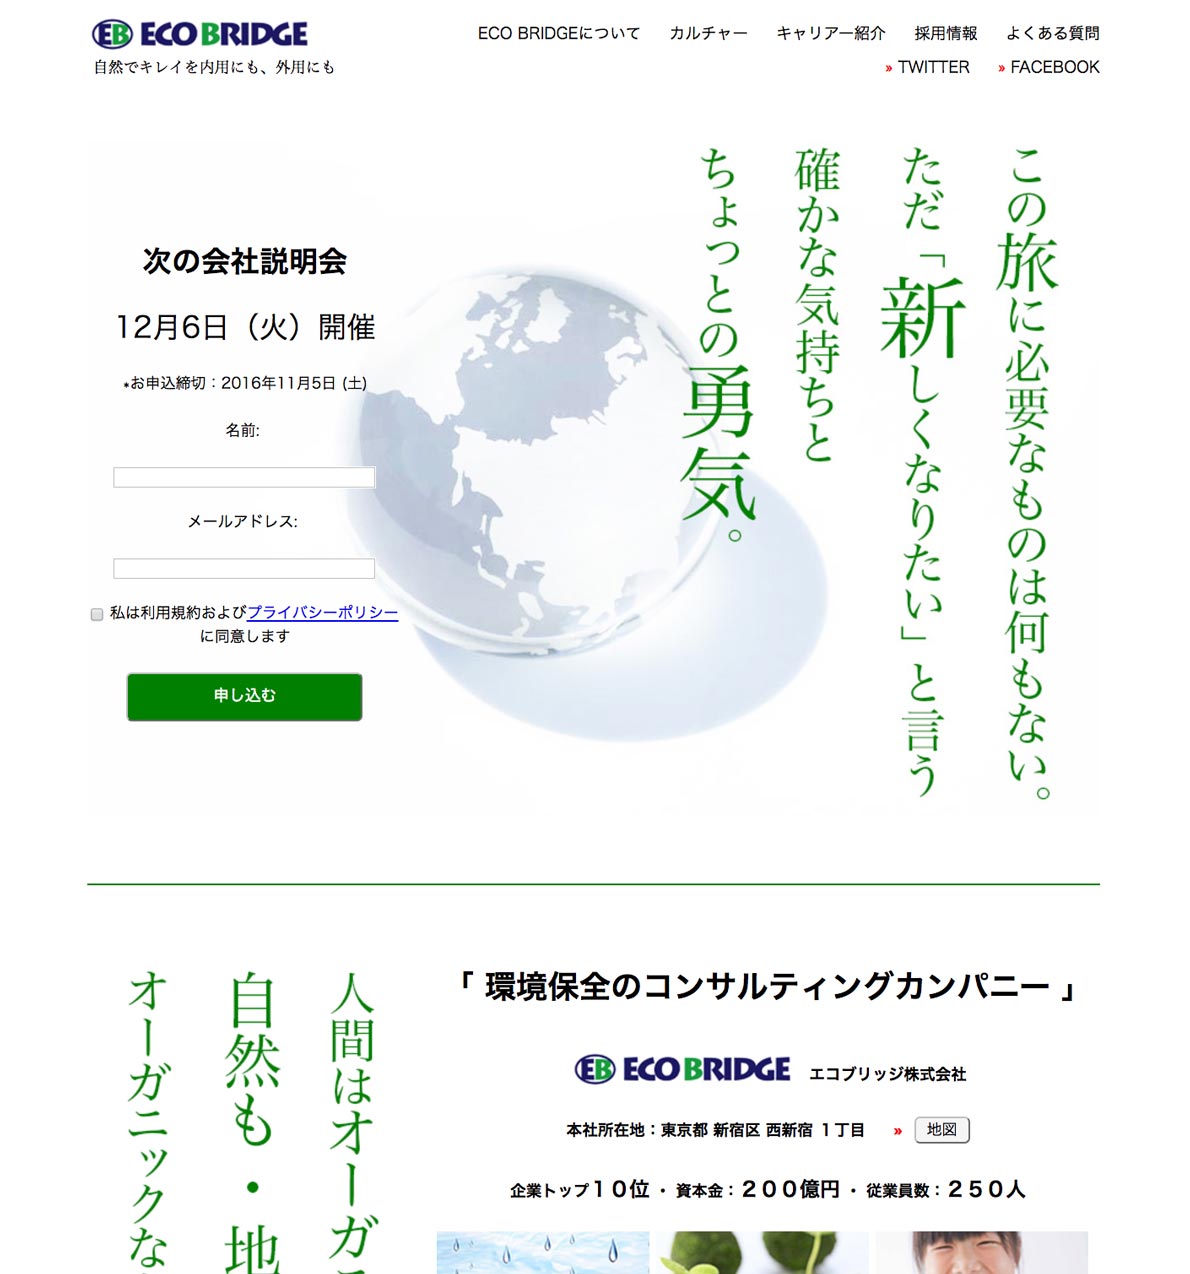 EB ECO BRIDGE
自然でキレイを内用にも、外用にも
ECO BRIDGEについて カルチャー キャリアー紹介 採用情報 よくある質問
» TWITTER » FACEBOOK
この旅に必要なものは何もない。
ただ「新しくなりたい」と言う
確かな気持ちと
ちょっとの勇気。
次の会社説明会
12月6日（火）開催
*お申込締切：2016年11月5日 (土)
名前:
メールアドレス:
私は利用規約およびプライバシーポリシー
に同意します
申し込む
人間はオーガ
自然も・地
オーガニックな
「 環境保全のコンサルティングカンパニー 」
EB ECO BRIDGE エコブリッジ株式会社
本社所在地：東京都 新宿区 西新宿 １丁目 » 地図
企業トップ１０位 ・ 資本金：２００億円 ・ 従業員数：２５０人